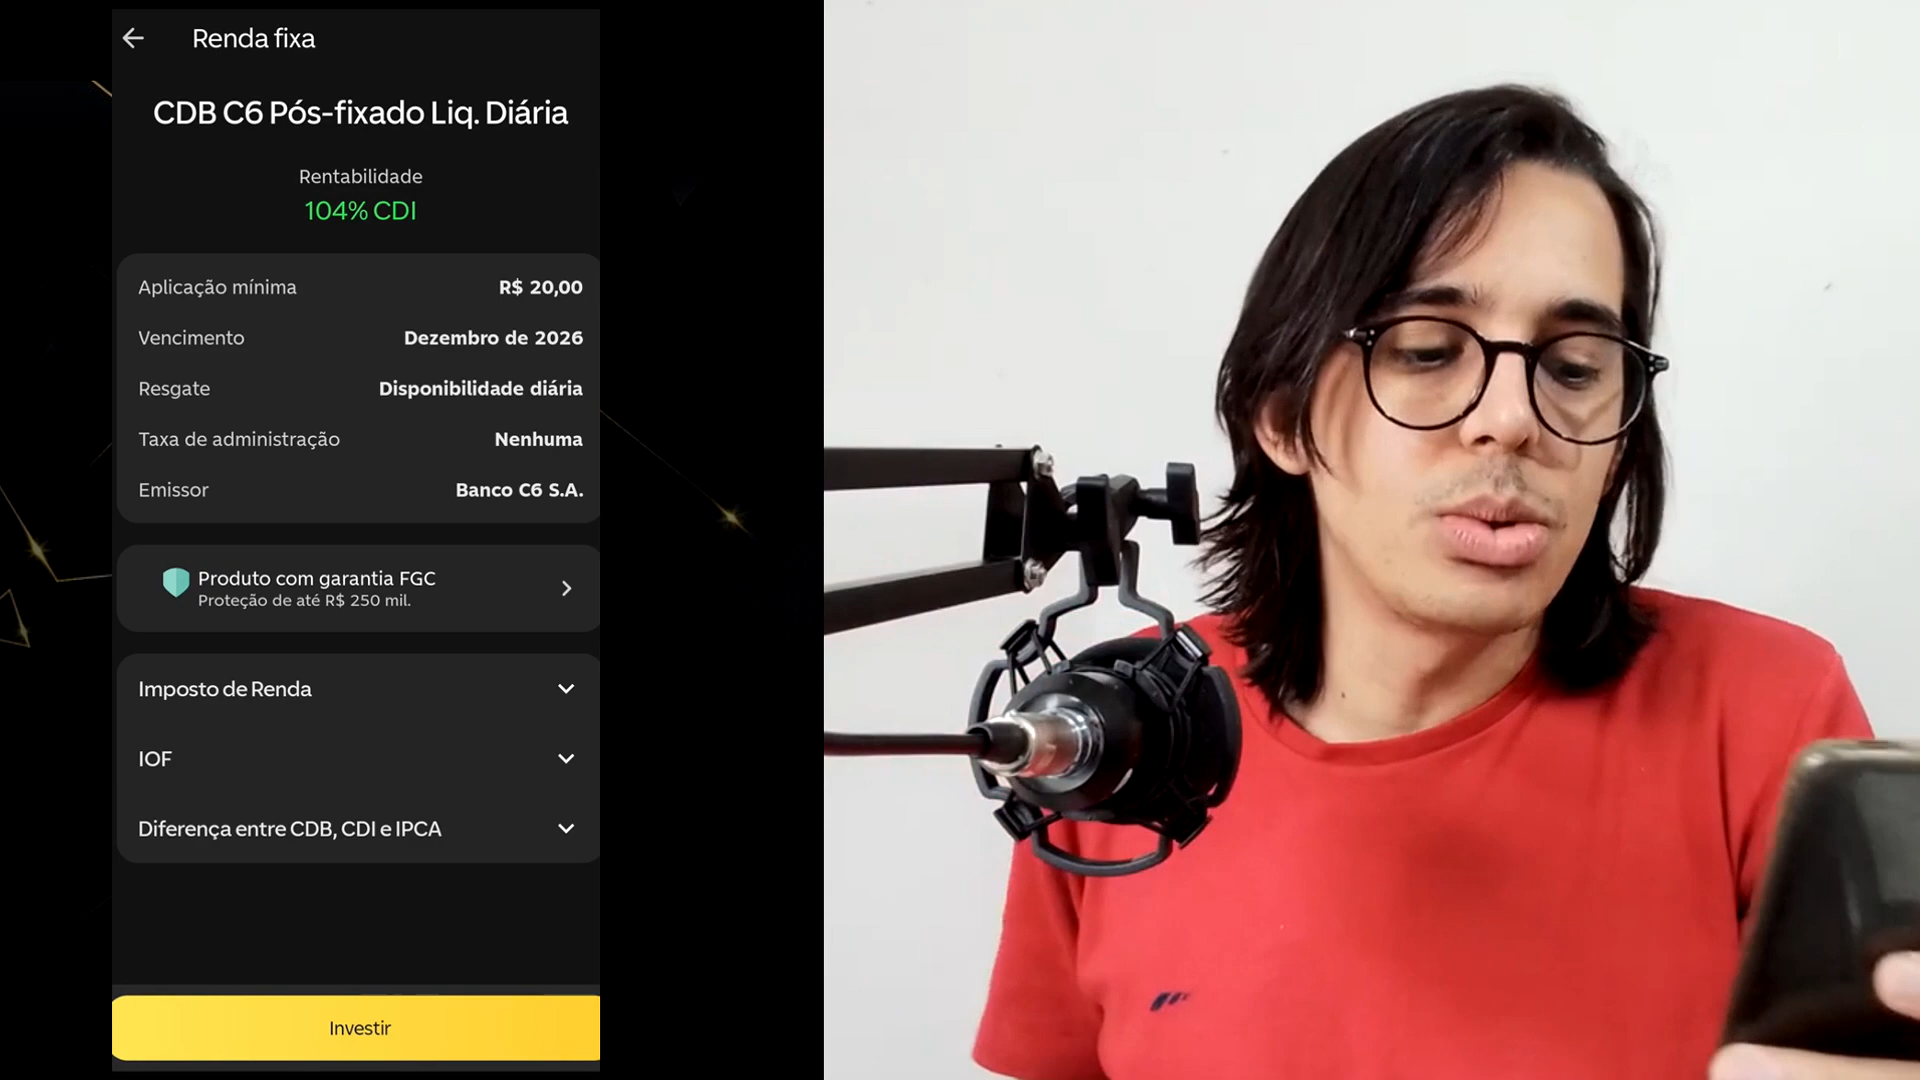 Renda fixa
CDB C6 Pós-fixado Liq. Diária
Rentabilidade
104% CDI
Aplicação mínima R$ 20,00
Vencimento Dezembro de 2026
Resgate Disponibilidade diária
Taxa de administração Nenhuma
Emissor Banco C6 S.A.
Produto com garantia FGC
Proteção de até R$ 250 mil.
Imposto de Renda
IOF
Diferença entre CDB, CDI e IPCA
Investir